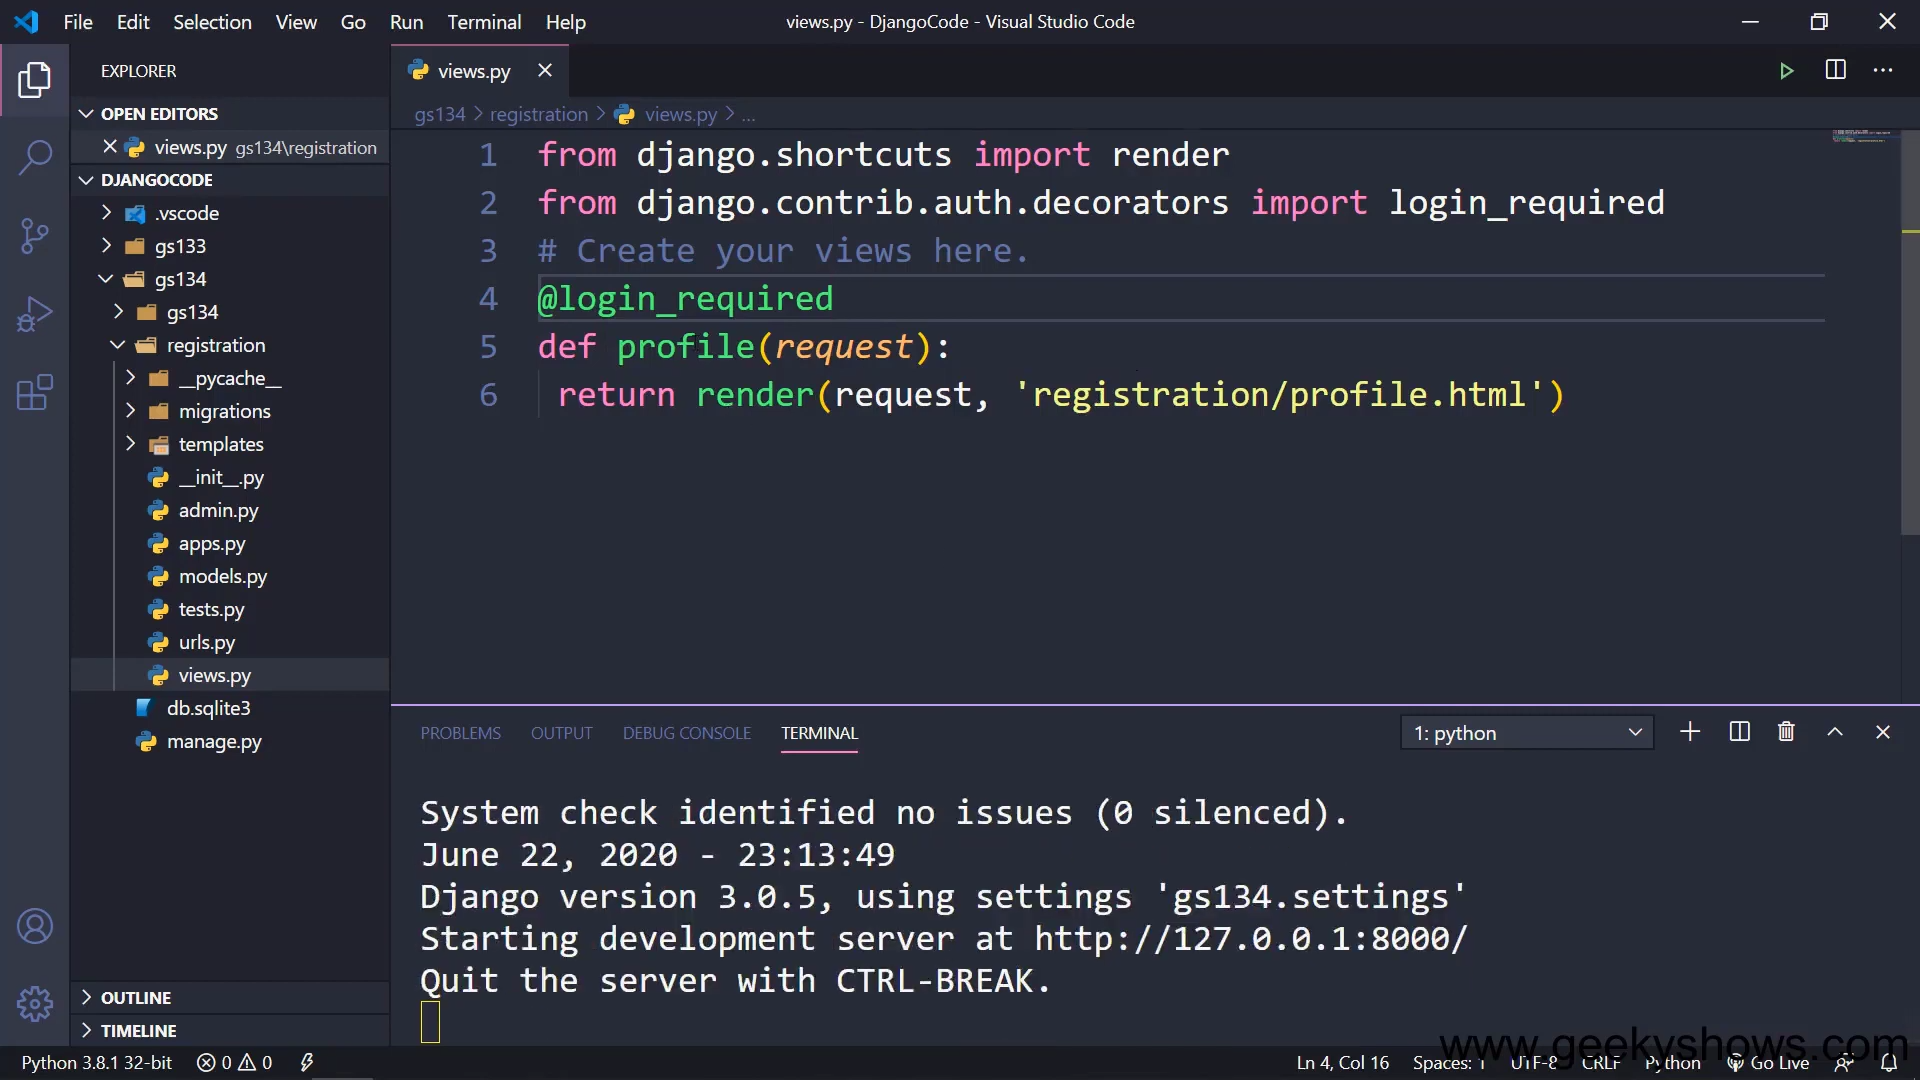 File Edit Selection View Go Run Terminal Help
views.py - DjangoCode - Visual Studio Code
EXPLORER
OPEN EDITORS
views.py gs134\registration
DJANGOCODE
.vscode
gs133
gs134
gs134
registration
__pycache__
migrations
templates
__init__.py
admin.py
apps.py
models.py
tests.py
urls.py
views.py
db.sqlite3
manage.py
OUTLINE
TIMELINE
views.py
gs134 > registration > views.py > ...
1 from django.shortcuts import render
2 from django.contrib.auth.decorators import login_required
3 # Create your views here.
4 @login_required
5 def profile(request):
6 return render(request, 'registration/profile.html')
PROBLEMS OUTPUT DEBUG CONSOLE TERMINAL
1: python
System check identified no issues (0 silenced).
June 22, 2020 - 23:13:49
Django version 3.0.5, using settings 'gs134.settings'
Starting development server at http://127.0.0.1:8000/
Quit the server with CTRL-BREAK.
www.geekyshows.com
Python 3.8.1 32-bit 0 0 Ln 4, Col 16 Spaces: 1 UTF-8 CRLF Python Go Live